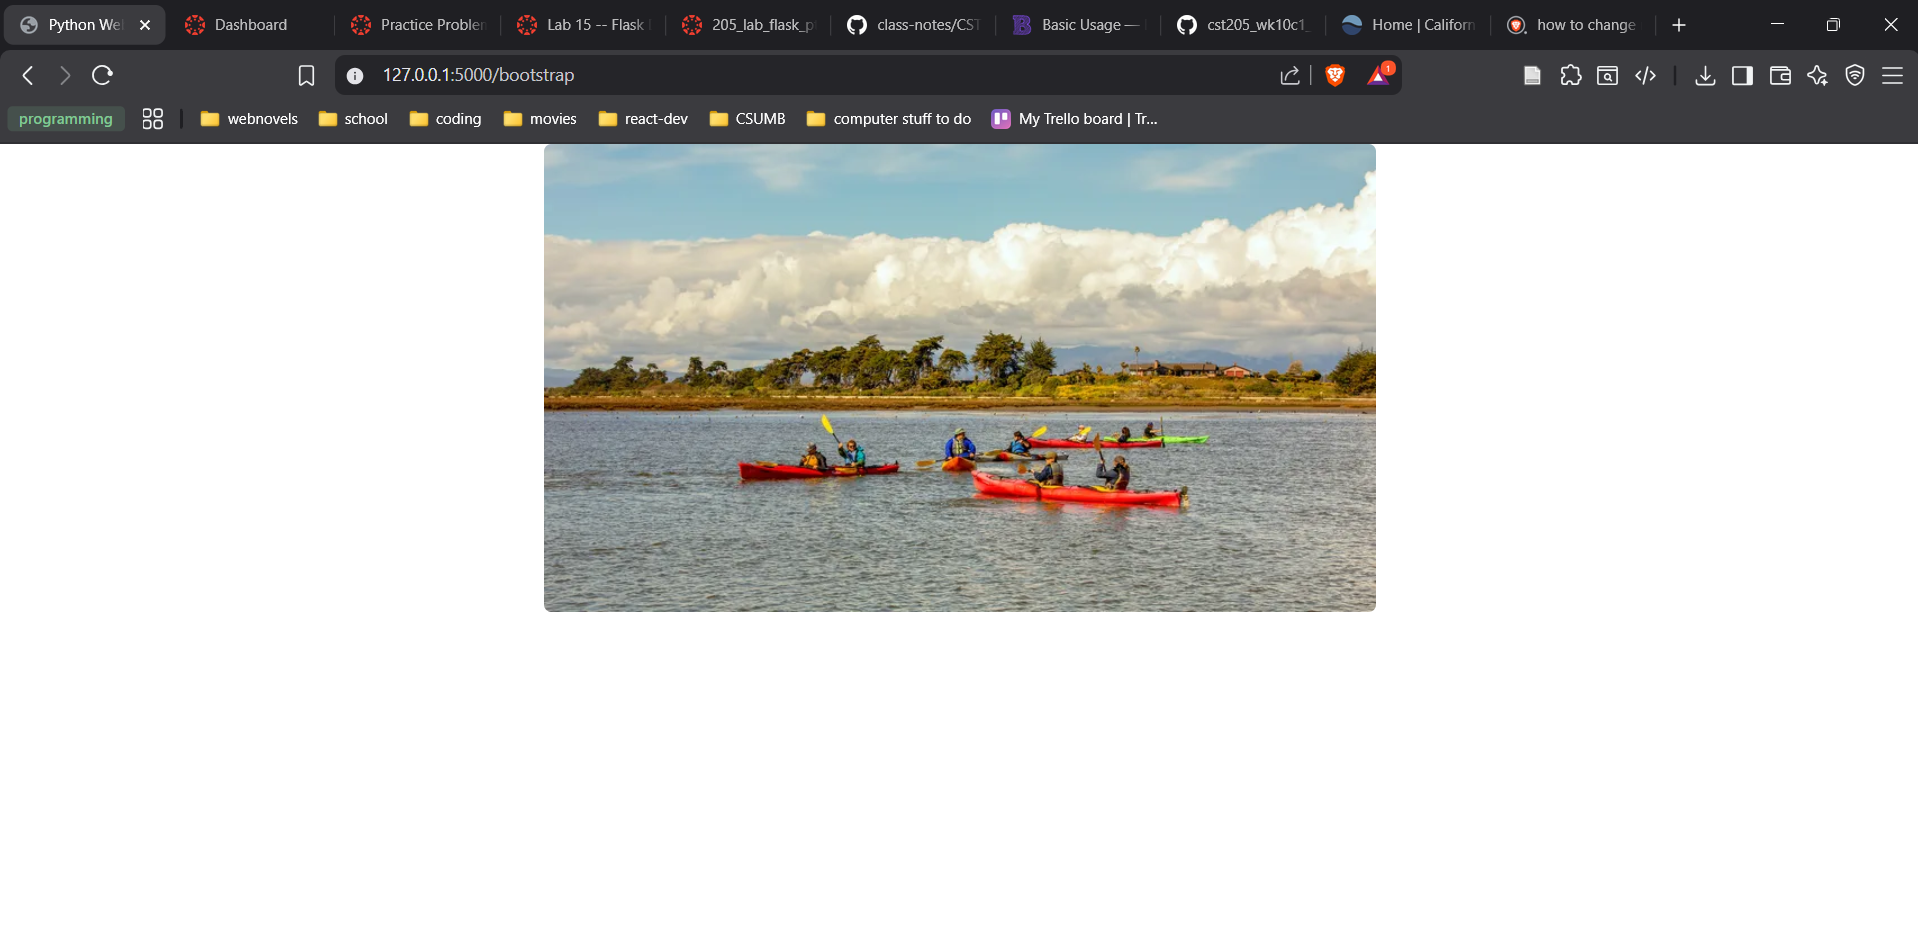 Python We
Dashboard
Practice Problen
Lab 15 -- Flask
205_lab_flask_p
class-notes/CST
Basic Usage —
cst205_wk10c1_
Home | Californ
how to change
127.0.0.1:5000/bootstrap
1
programming
webnovels
school
coding
movies
react-dev
CSUMB
computer stuff to do
My Trello board | Tr...